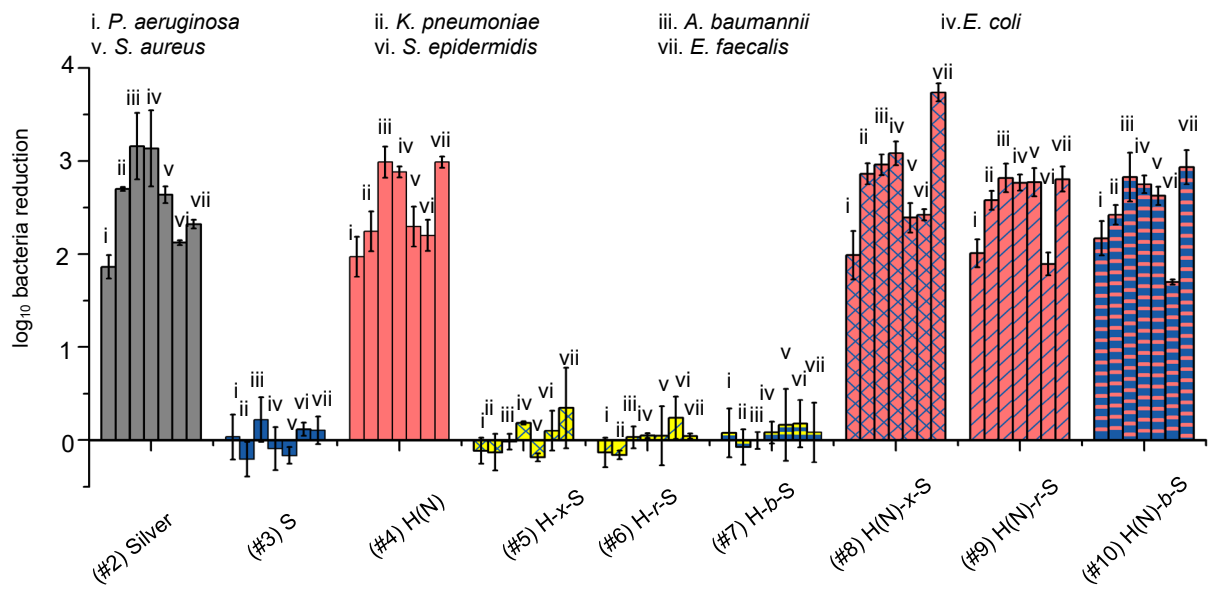 i. P. aeruginosa ii. K. pneumoniae iii. A. baumannii iv.E. coli
v. S. aureus vi. S. epidermidis vii. E. faecalis
log₁₀ bacteria reduction
4
3
2
1
0
i ii iii iv v vi vii
i ii iii iv v vi vii
i ii iii iv v vi vii
i ii iii iv v vi vii
i ii iii iv v vi vii
i ii iii iv v vi vii
i ii iii iv v vi vii
i ii iii iv v vi vii
i ii iii iv v vi vii
(#2) Silver
(#3) S
(#4) H(N)
(#5) H-x-S
(#6) H-r-S
(#7) H-b-S
(#8) H(N)-x-S
(#9) H(N)-r-S
(#10) H(N)-b-S